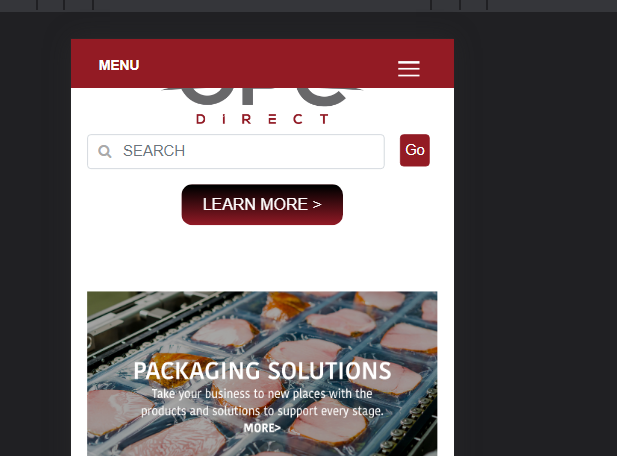 MENU
DIRECT
SEARCH
Go
LEARN MORE >
PACKAGING SOLUTIONS
Take your business to new places with the
products and solutions to support every stage.
MORE>